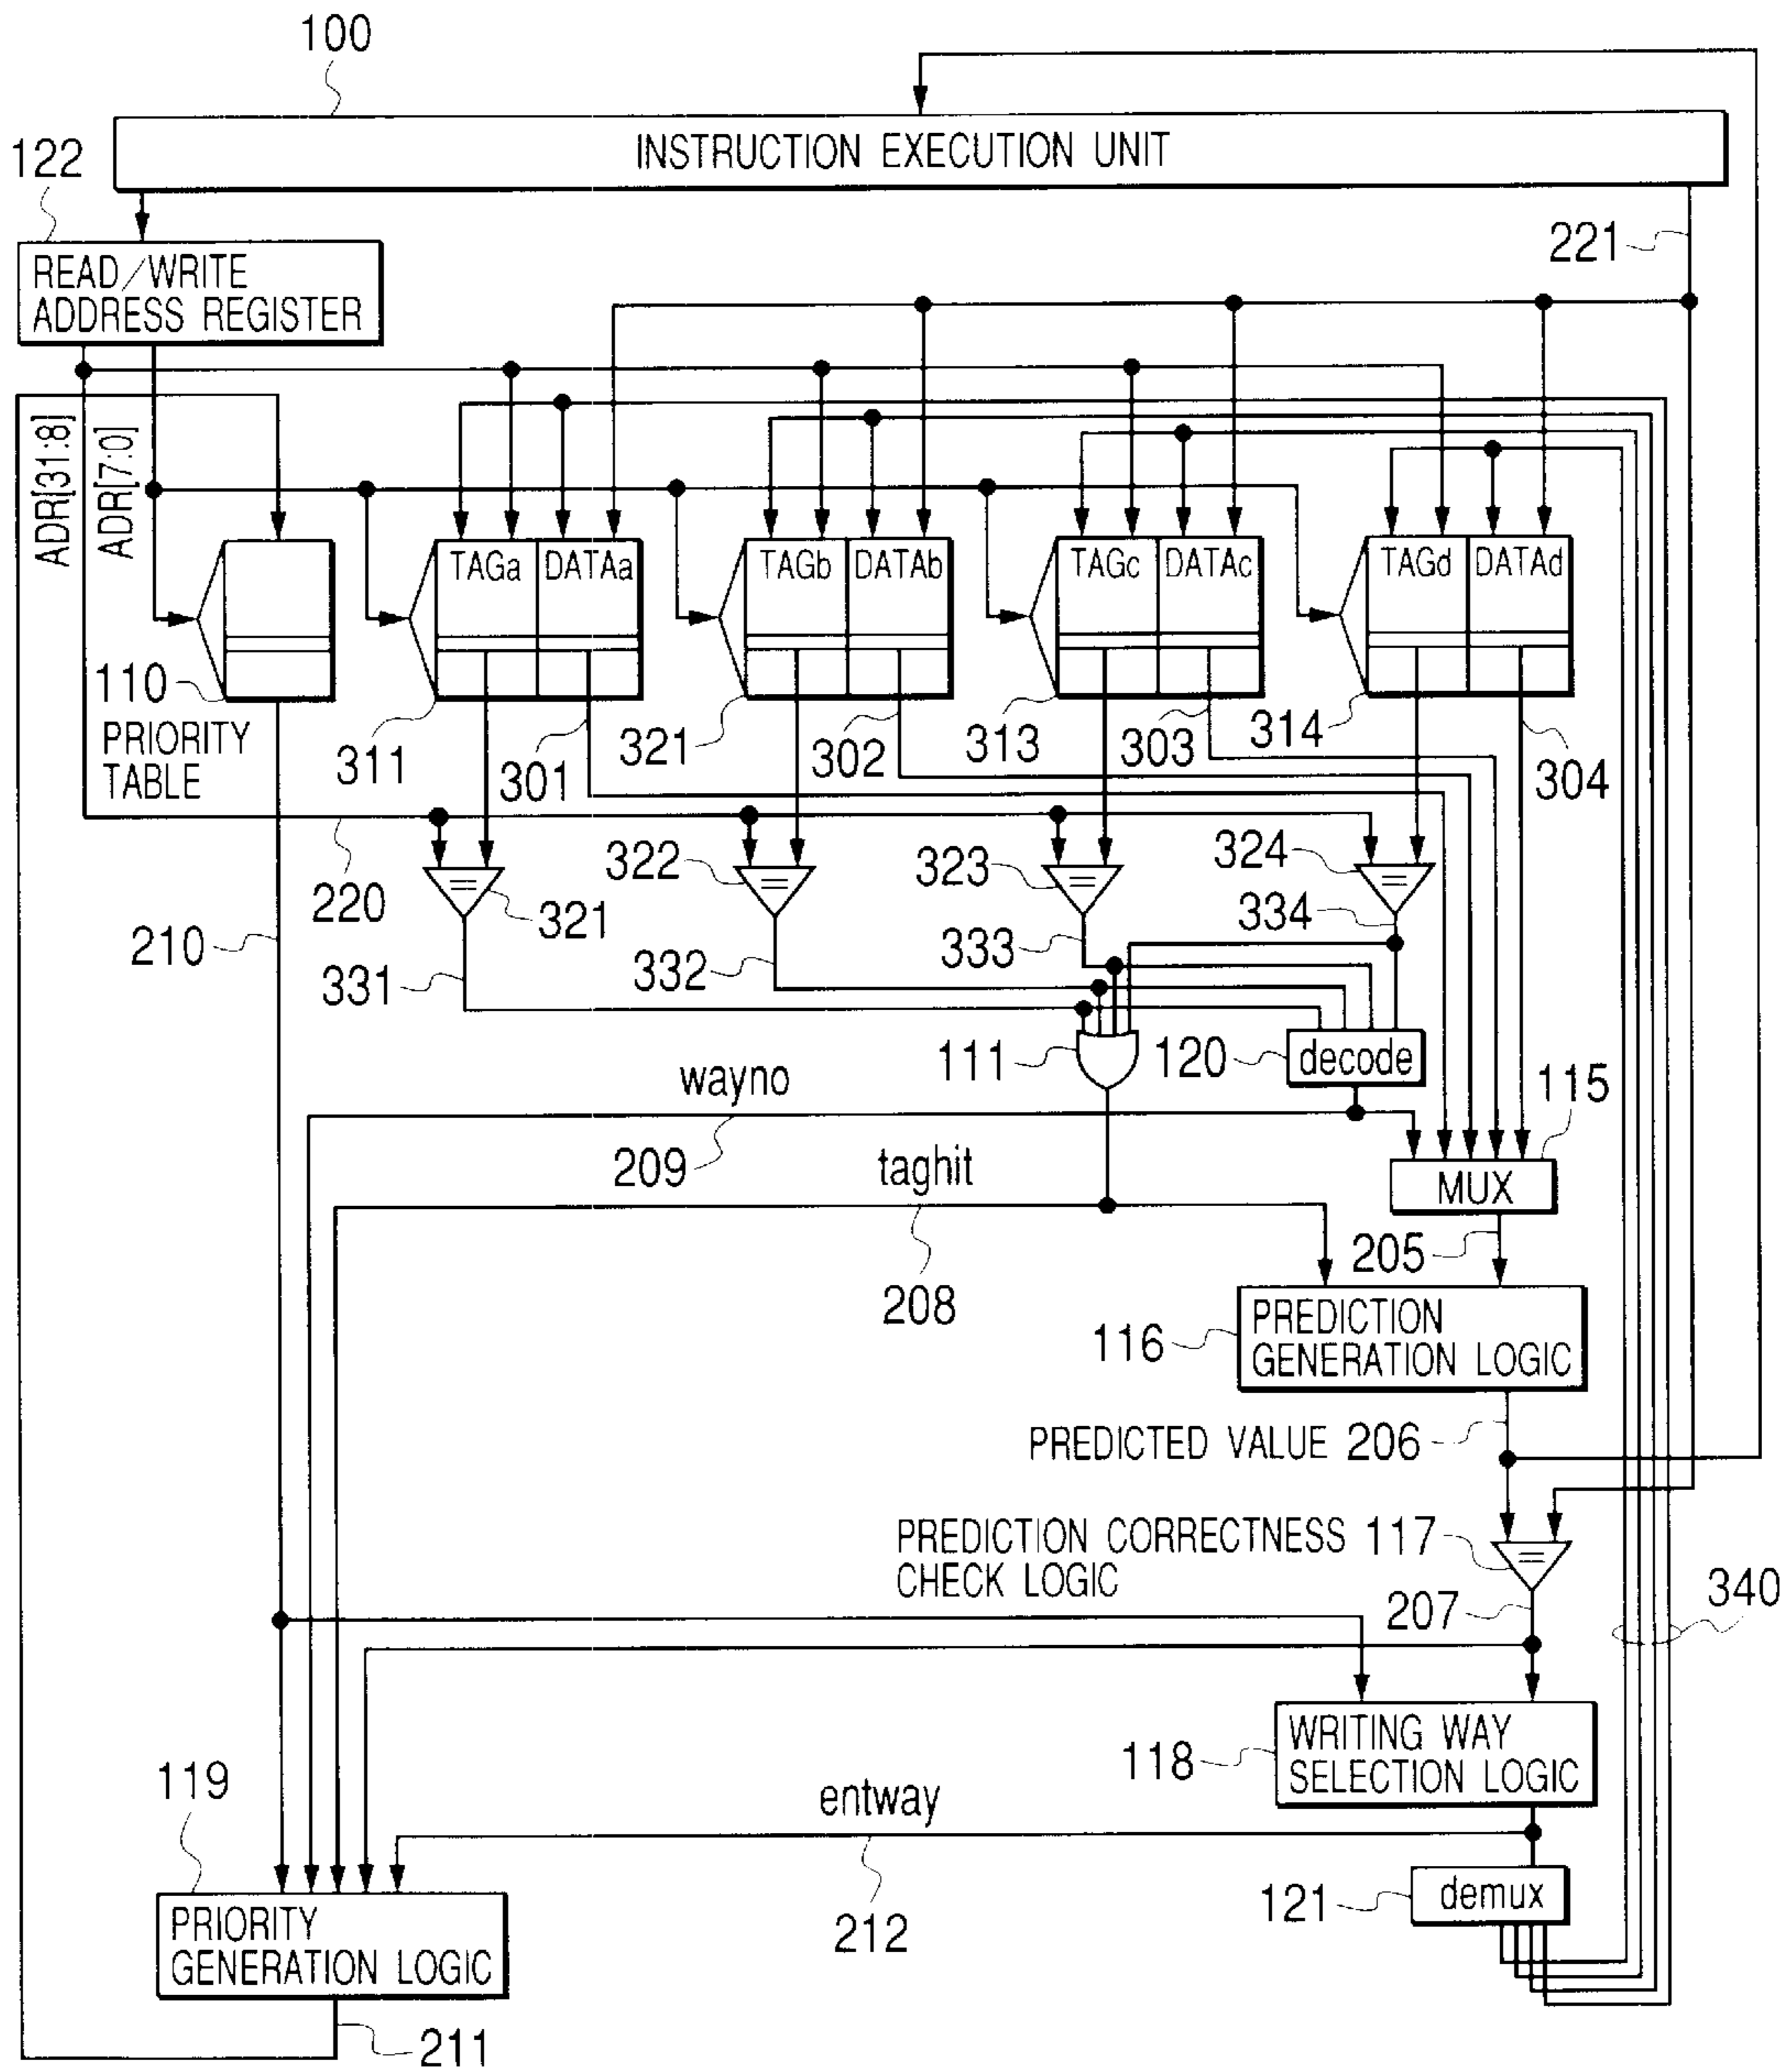 100
INSTRUCTION EXECUTION UNIT
122
READ/WRITE
ADDRESS REGISTER
221
ADR[31:8]
ADR[7:0]
TAGa DATAa
TAGb DATAb
TAGc DATAc
TAGd DATAd
110
PRIORITY
TABLE
311
301
321
302
313
303
314
304
220
321
322
323
324
210
331
332
333
334
111
120
decode
115
wayno
209
taghit
MUX
205
208
116
PREDICTION
GENERATION LOGIC
PREDICTED VALUE 206
PREDICTION CORRECTNESS 117
CHECK LOGIC
207
340
118
WRITING WAY
SELECTION LOGIC
119
entway
212
121
demux
PRIORITY
GENERATION LOGIC
211